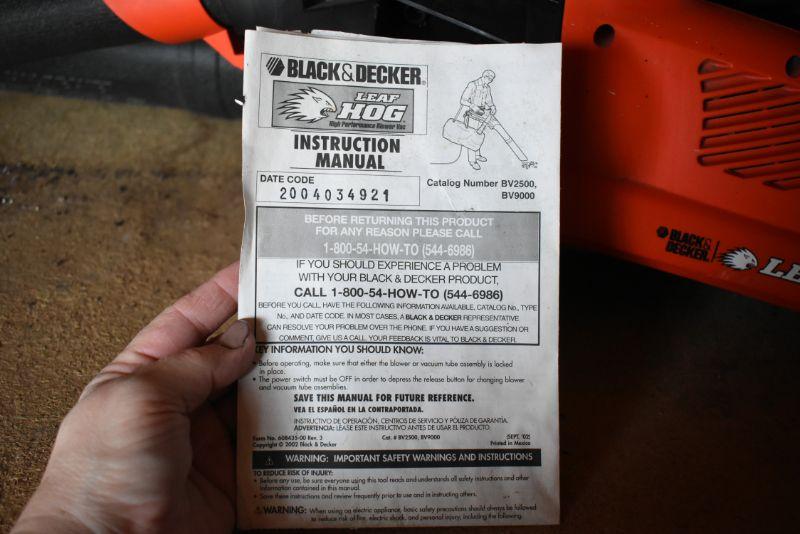 BLACK&DECKER®
LEAF
HOG
High Performance Blower Vac
INSTRUCTION
MANUAL
DATE CODE
2004034921
Catalog Number BV2500,
BV9000
BEFORE RETURNING THIS PRODUCT
FOR ANY REASON PLEASE CALL
1-800-54-HOW-TO (544-6986)
IF YOU SHOULD EXPERIENCE A PROBLEM
WITH YOUR BLACK & DECKER PRODUCT,
CALL 1-800-54-HOW-TO (544-6986)
BEFORE YOU CALL, HAVE THE FOLLOWING INFORMATION AVAILABLE, CATALOG No., TYPE
No., AND DATE CODE. IN MOST CASES, A BLACK & DECKER REPRESENTATIVE
CAN RESOLVE YOUR PROBLEM OVER THE PHONE. IF YOU HAVE A SUGGESTION OR
COMMENT, GIVE US A CALL. YOUR FEEDBACK IS VITAL TO BLACK & DECKER.
KEY INFORMATION YOU SHOULD KNOW:
• Before operating, make sure that either the blower or vacuum tube assembly is locked
in place.
• The power switch must be OFF in order to depress the release button for changing blower
and vacuum tube assemblies.
SAVE THIS MANUAL FOR FUTURE REFERENCE.
VEA EL ESPAÑOL EN LA CONTRAPORTADA.
INSTRUCTIVO DE OPERACIÓN, CENTROS DE SERVICIO Y PÓLIZA DE GARANTÍA.
ADVERTENCIA: LÉASE ESTE INSTRUCTIVO ANTES DE USAR EL PRODUCTO.
Form No. 608435-00 Rev. 3 Cat. # BV2500, BV9000 (SEPT. '02)
Copyright © 2002 Black & Decker Printed in Mexico
WARNING: IMPORTANT SAFETY WARNINGS AND INSTRUCTIONS
TO REDUCE RISK OF INJURY:
• Before any use, be sure everyone using this tool reads and understands all safety instructions and other
information contained in this manual.
• Save these instructions and review frequently prior to use and in instructing others.
WARNING: When using an electric appliance, basic safety precautions should always be followed
to reduce risk of fire, electric shock, and personal injury, including the following.
BLACK&
DECKER.
LE